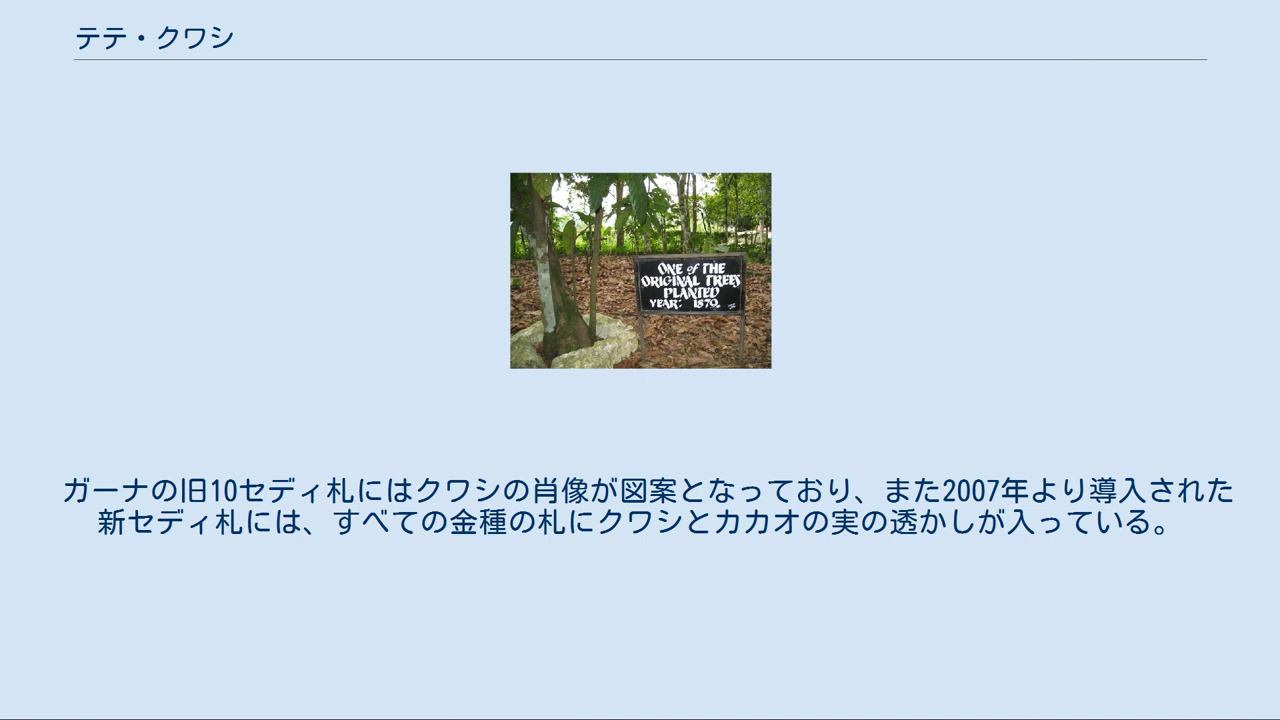 テテ・クワシ
ONE of THE
ORIGINAL TREES
PLANTED
YEAR: 1879.
ガーナの旧10セディ札にはクワシの肖像が図案となっており、また2007年より導入された
新セディ札には、すべての金種の札にクワシとカカオの実の透かしが入っている。